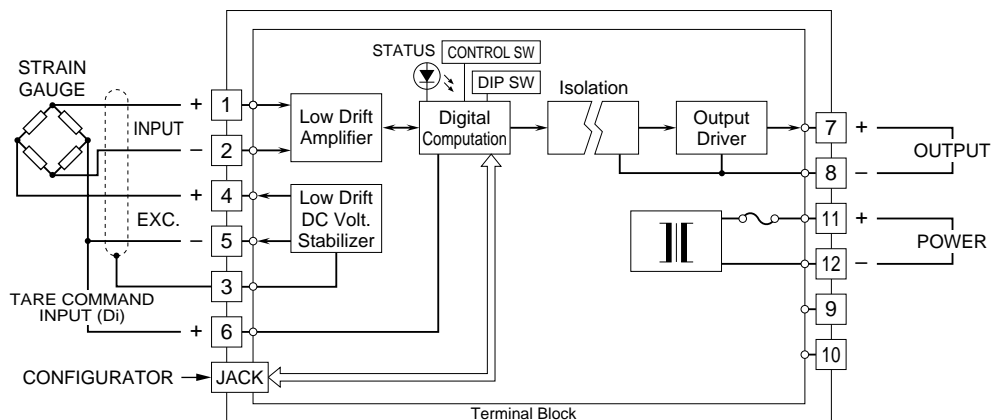 STRAIN
GAUGE
+ 1
INPUT
− 2
+ 4
EXC.
− 5
3
TARE COMMAND
INPUT (Di)
+ 6
CONFIGURATOR
JACK
Low Drift
Amplifier
Low Drift
DC Volt.
Stabilizer
STATUS
CONTROL SW
DIP SW
Digital
Computation
Isolation
Output
Driver
7 +
OUTPUT
8 −
11 +
POWER
12 −
9
10
Terminal Block